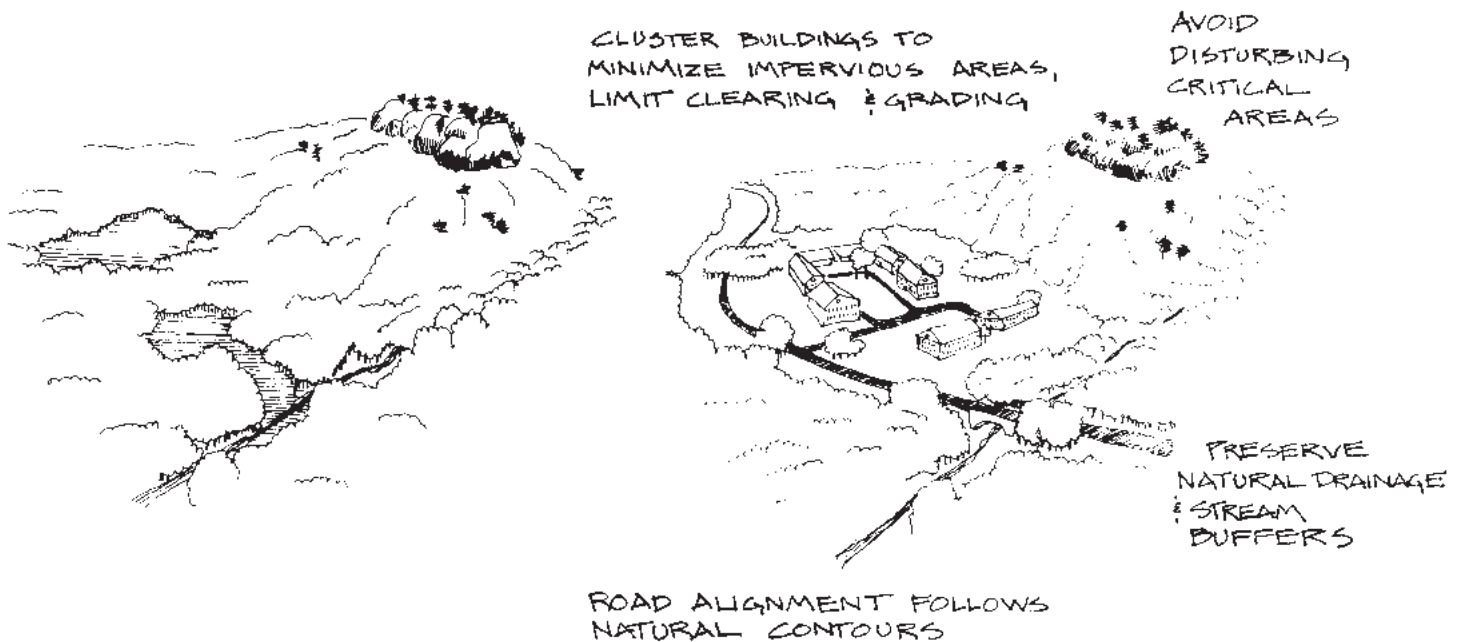 CLUSTER BUILDINGS TO
MINIMIZE IMPERVIOUS AREAS,
LIMIT CLEARING & GRADING
AVOID
DISTURBING
CRITICAL
AREAS
PRESERVE
NATURAL DRAINAGE
& STREAM
BUFFERS
ROAD ALIGNMENT FOLLOWS
NATURAL CONTOURS